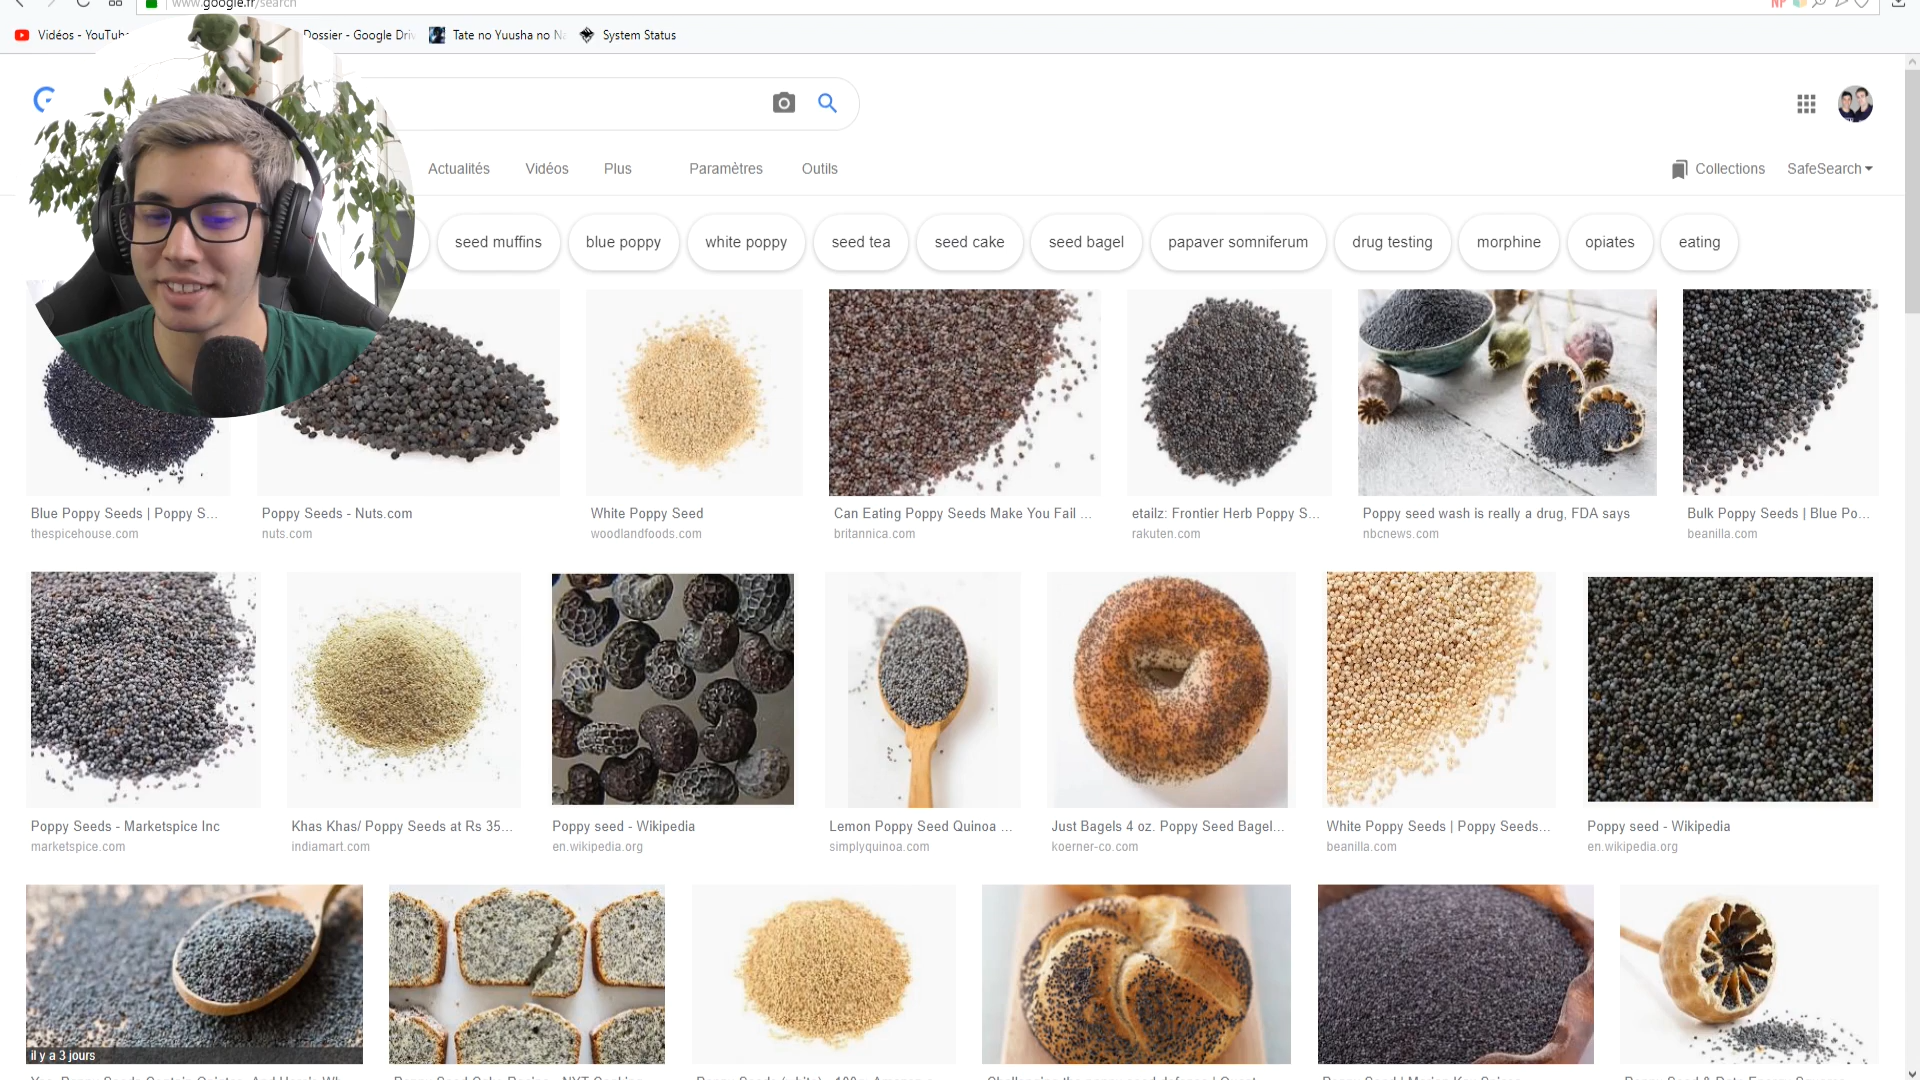 www.google.fr/search
Vidéos - YouTube
Dossier - Google Driv
Tate no Yuusha no Na
System Status
Actualités
Vidéos
Plus
Paramètres
Outils
Collections
SafeSearch
seed muffins
blue poppy
white poppy
seed tea
seed cake
seed bagel
papaver somniferum
drug testing
morphine
opiates
eating
Blue Poppy Seeds | Poppy S...
thespicehouse.com
Poppy Seeds - Nuts.com
nuts.com
White Poppy Seed
woodlandfoods.com
Can Eating Poppy Seeds Make You Fail ...
britannica.com
etailz: Frontier Herb Poppy S...
rakuten.com
Poppy seed wash is really a drug, FDA says
nbcnews.com
Bulk Poppy Seeds | Blue Po...
beanilla.com
Poppy Seeds - Marketspice Inc
marketspice.com
Khas Khas/ Poppy Seeds at Rs 35...
indiamart.com
Poppy seed - Wikipedia
en.wikipedia.org
Lemon Poppy Seed Quinoa ...
simplyquinoa.com
Just Bagels 4 oz. Poppy Seed Bagel...
koerner-co.com
White Poppy Seeds | Poppy Seeds...
beanilla.com
Poppy seed - Wikipedia
en.wikipedia.org
il y a 3 jours